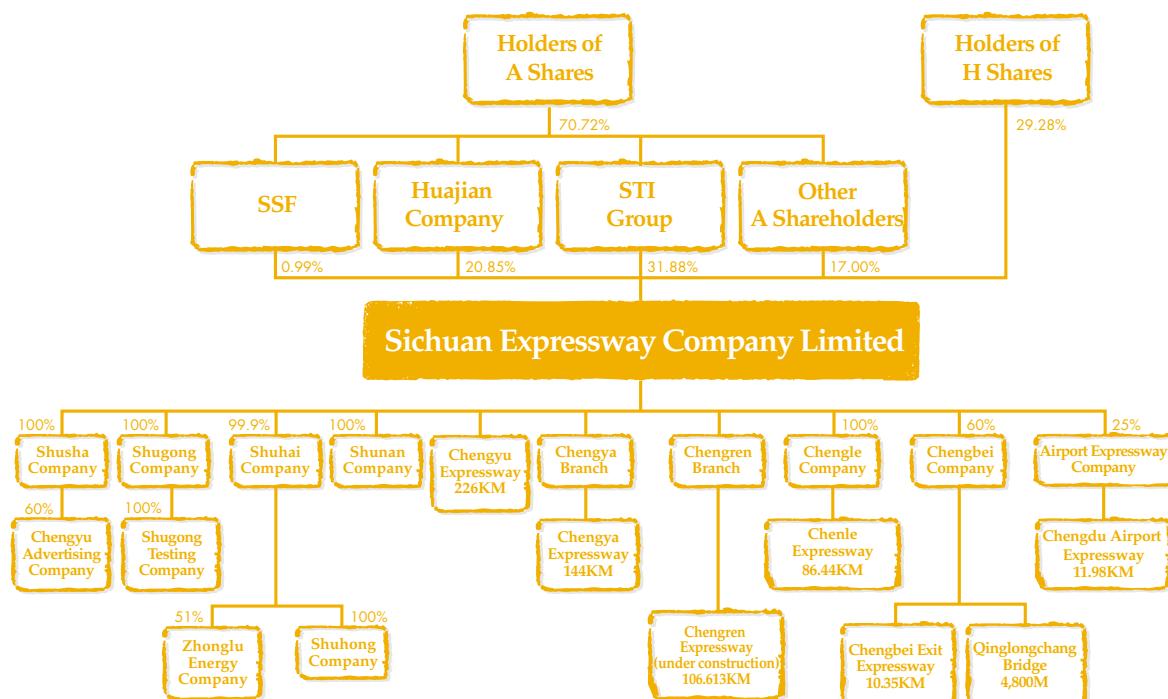 Holders of
A Shares
Holders of
H Shares
70.72%
29.28%
SSF
Huajian
Company
STI
Group
Other
A Shareholders
0.99%
20.85%
31.88%
17.00%
Sichuan Expressway Company Limited
100%
100%
99.9%
100%
100%
60%
25%
Shusha
Company
Shugong
Company
Shuhai
Company
Shunan
Company
Chengyu
Expressway
226KM
Chengya
Branch
Chengren
Branch
Chengle
Company
Chengbei
Company
Airport Expressway
Company
60%
100%
Chengyu
Advertising
Company
Shugong
Testing
Company
Chengya
Expressway
144KM
Chenle
Expressway
86.44KM
Chengdu Airport
Expressway
11.98KM
51%
100%
Zhonglu
Energy
Company
Shuhong
Company
Chengren
Expressway
(under construction)
106.613KM
Chengbei Exit
Expressway
10.35KM
Qinglongchang
Bridge
4,800M